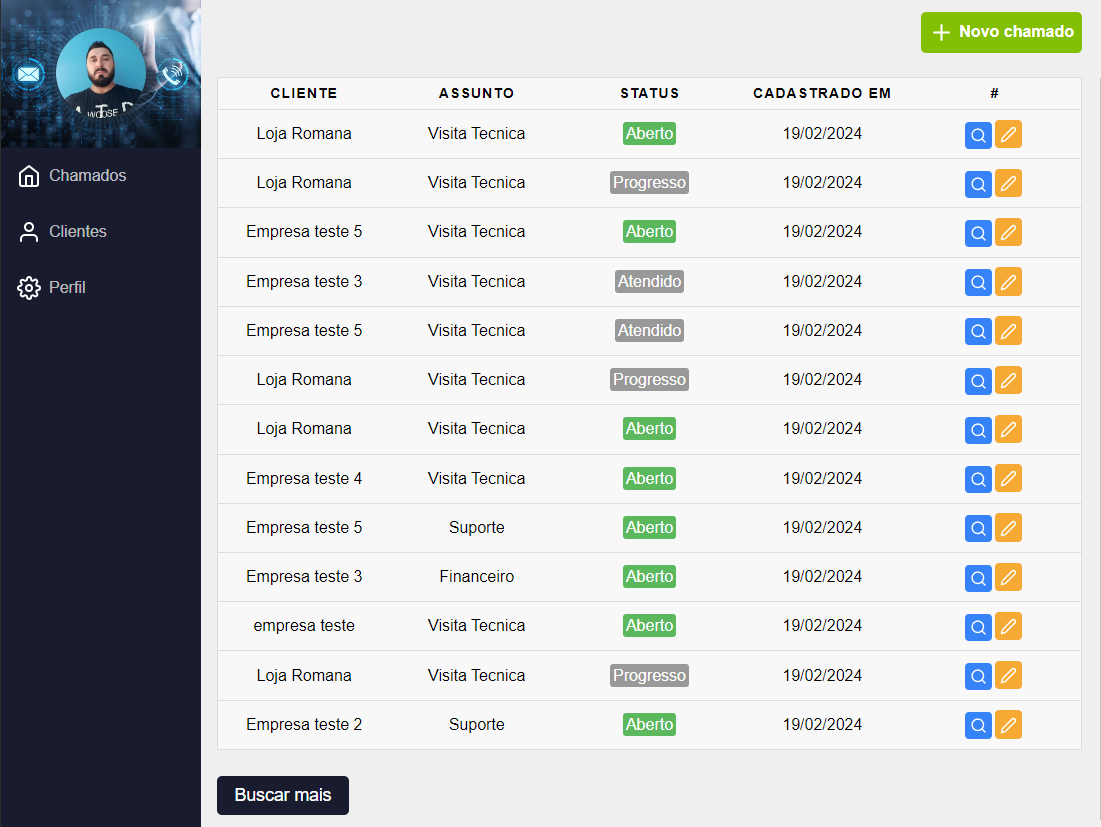 Novo chamado
Chamados
Clientes
Perfil
CLIENTE ASSUNTO STATUS CADASTRADO EM #
Loja Romana Visita Tecnica Aberto 19/02/2024
Loja Romana Visita Tecnica Progresso 19/02/2024
Empresa teste 5 Visita Tecnica Aberto 19/02/2024
Empresa teste 3 Visita Tecnica Atendido 19/02/2024
Empresa teste 5 Visita Tecnica Atendido 19/02/2024
Loja Romana Visita Tecnica Progresso 19/02/2024
Loja Romana Visita Tecnica Aberto 19/02/2024
Empresa teste 4 Visita Tecnica Aberto 19/02/2024
Empresa teste 5 Suporte Aberto 19/02/2024
Empresa teste 3 Financeiro Aberto 19/02/2024
empresa teste Visita Tecnica Aberto 19/02/2024
Loja Romana Visita Tecnica Progresso 19/02/2024
Empresa teste 2 Suporte Aberto 19/02/2024
Buscar mais